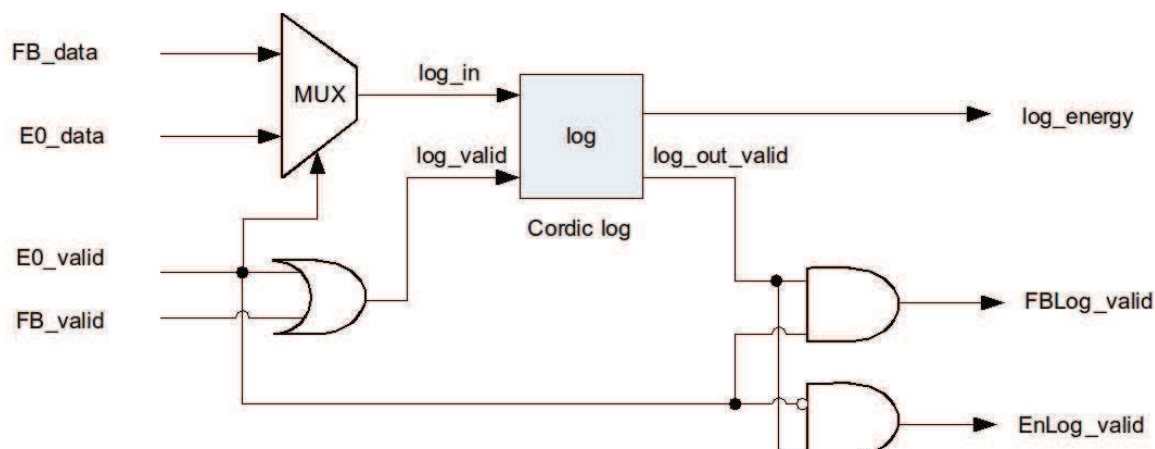 FB_data
E0_data
MUX
log_in
log_valid
log
log_out_valid
Cordic log
log_energy
E0_valid
FB_valid
FBLog_valid
EnLog_valid